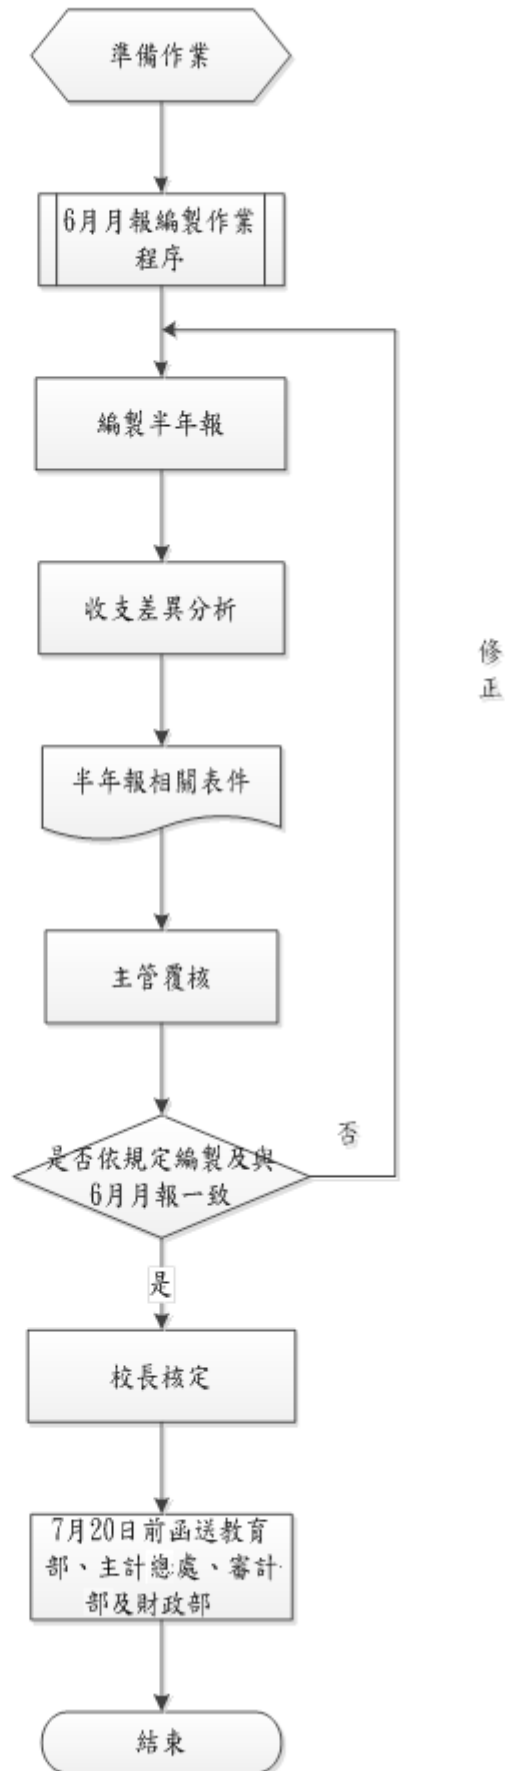 準備作業
6月月報編製作業
程序
編製半年報
收支差異分析
修
正
半年報相關表件
主管覆核
否
是否依規定編製及與
6月月報一致
是
校長核定
7月20日前函送教育
部、主計總處、審計
部及財政部
結束